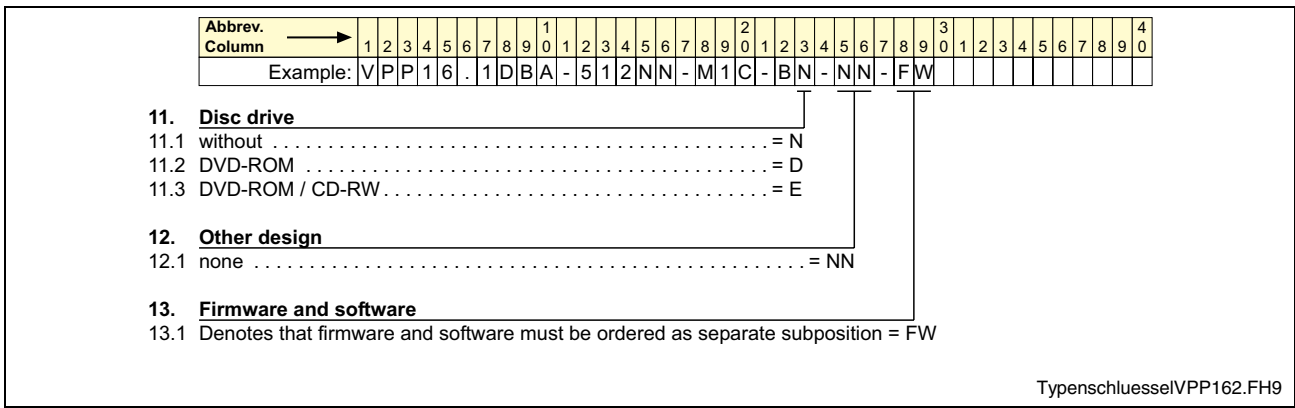 Abbrev. 1 2 3 4
Column 1 2 3 4 5 6 7 8 9 0 1 2 3 4 5 6 7 8 9 0 1 2 3 4 5 6 7 8 9 0 1 2 3 4 5 6 7 8 9 0
Example: V P P 1 6 . 1 D B A - 5 1 2 N N - M 1 C - B N - N N - F W
11. Disc drive
11.1 without . . . . . . . . . . . . . . . . . . . . . . . . . . . . . . . . . . . . . . . . . . . . . . = N
11.2 DVD-ROM . . . . . . . . . . . . . . . . . . . . . . . . . . . . . . . . . . . . . . . . . . = D
11.3 DVD-ROM / CD-RW . . . . . . . . . . . . . . . . . . . . . . . . . . . . . . . . . . . = E
12. Other design
12.1 none . . . . . . . . . . . . . . . . . . . . . . . . . . . . . . . . . . . . . . . . . . . . . . . . . . . = NN
13. Firmware and software
13.1 Denotes that firmware and software must be ordered as separate subposition = FW
TypenschluesselVPP162.FH9